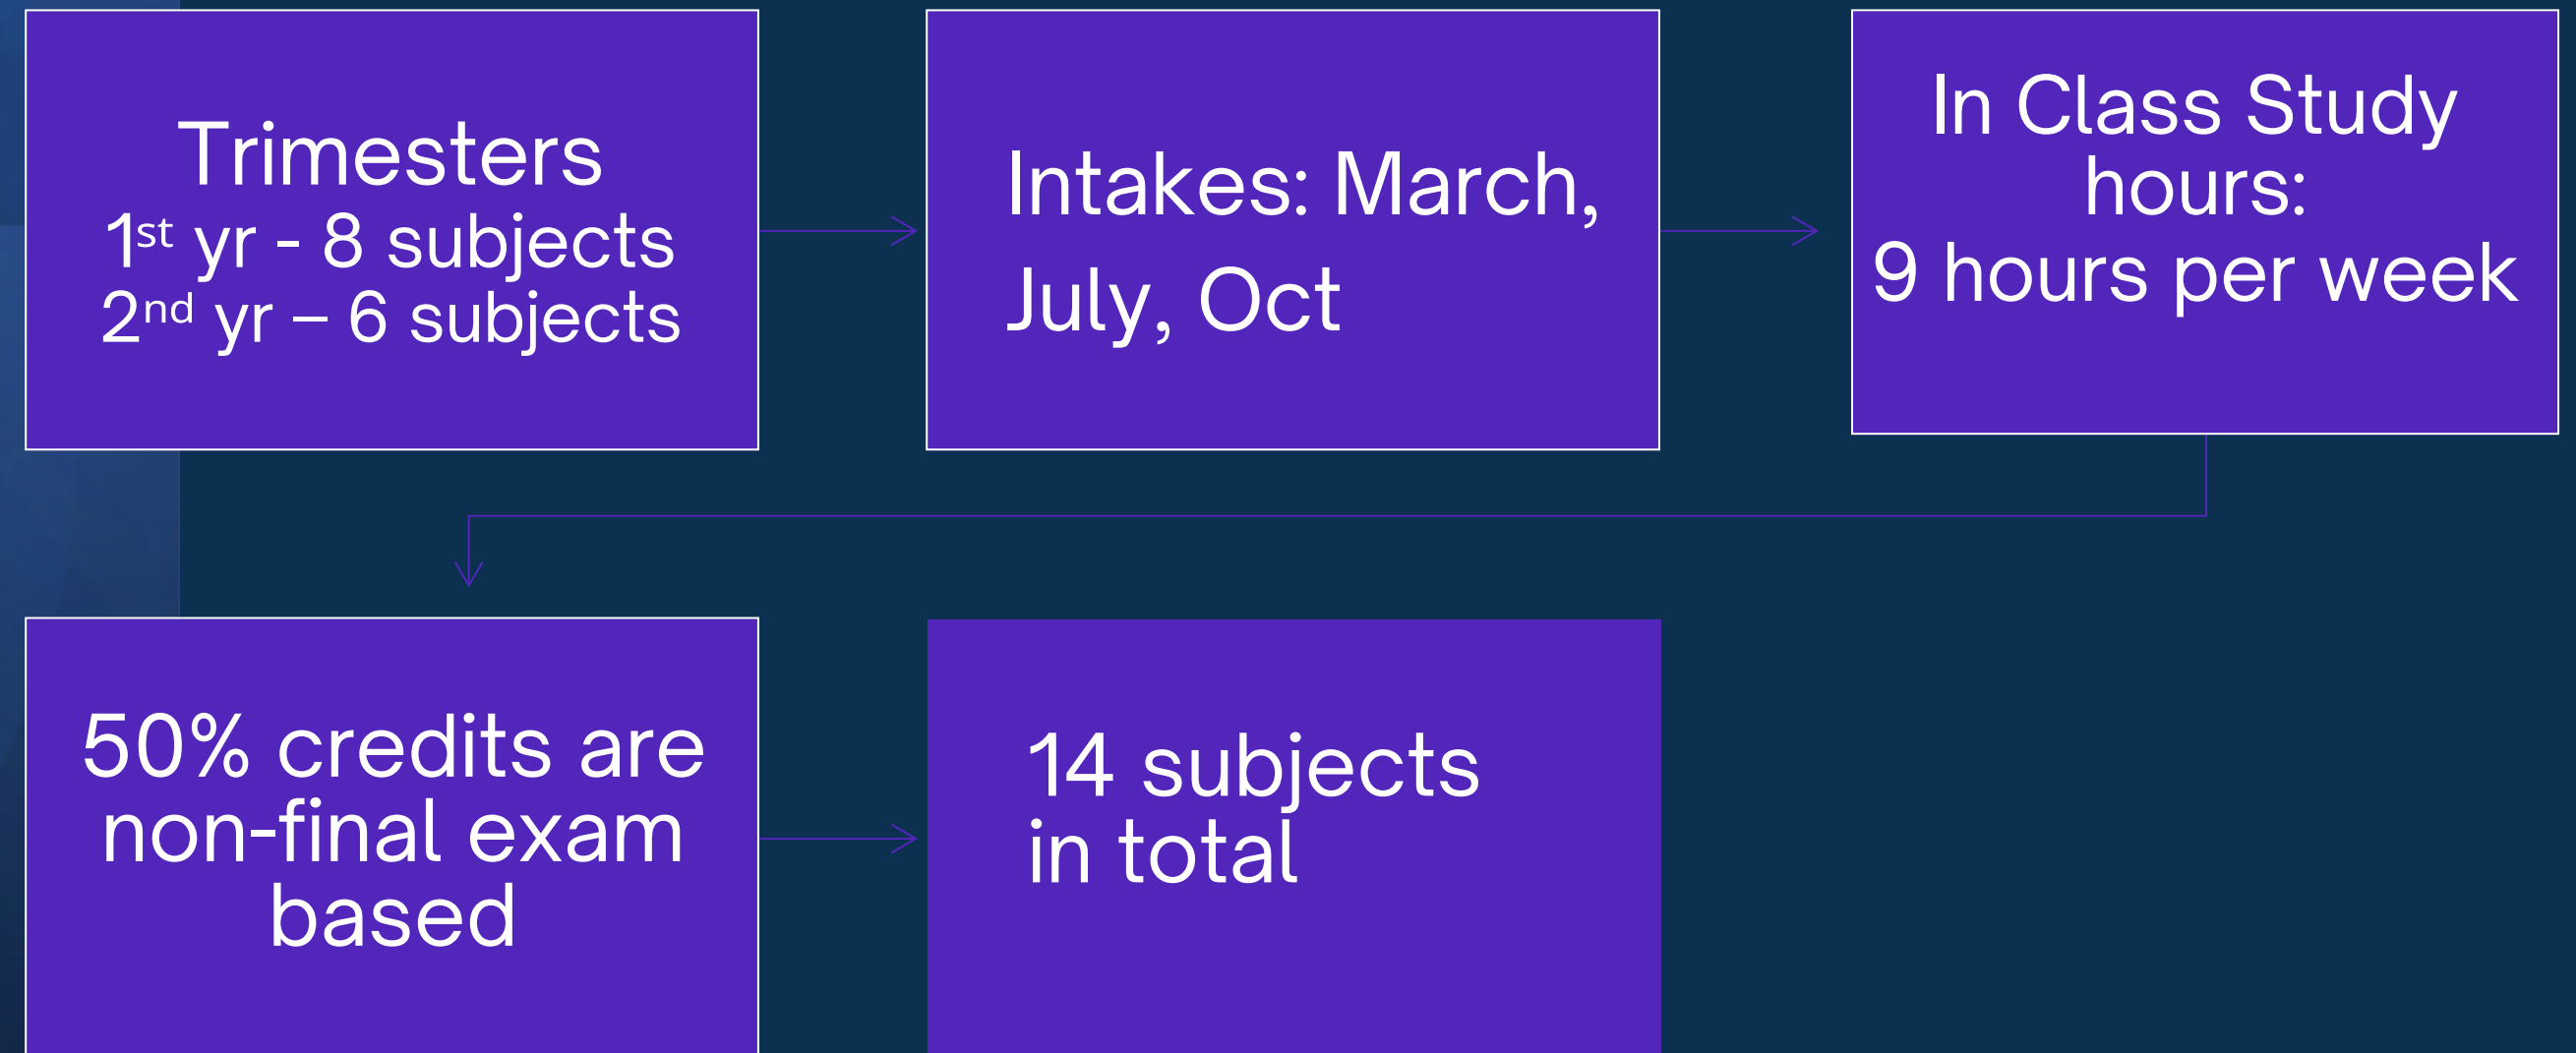 Trimesters
1st yr - 8 subjects
2nd yr – 6 subjects
Intakes: March,
July, Oct
In Class Study
hours:
9 hours per week
50% credits are
non-final exam
based
14 subjects
in total